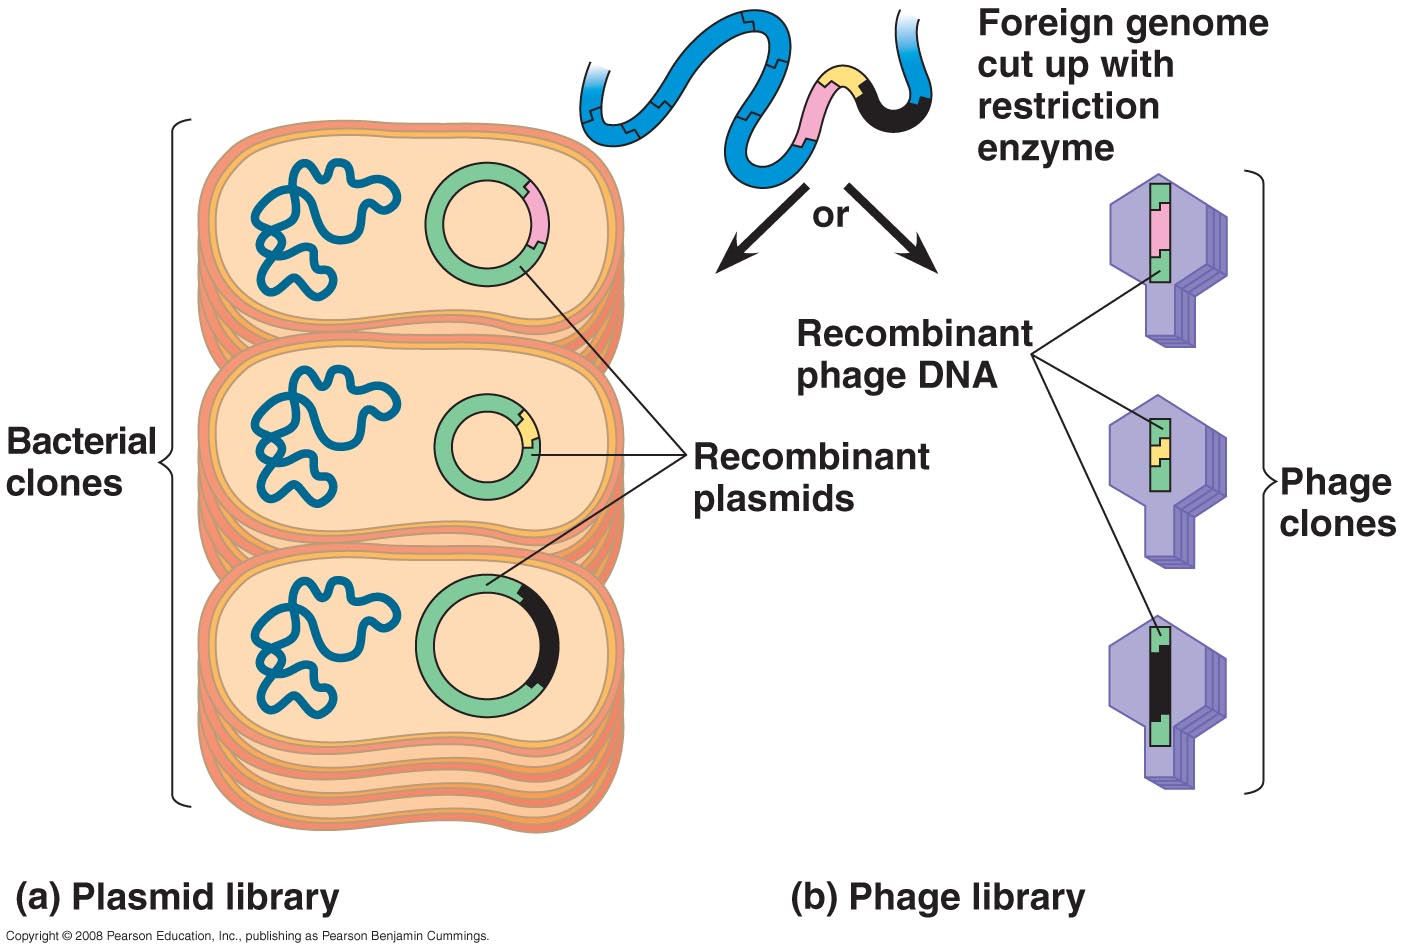 Foreign genome
cut up with
restriction
enzyme
or
Recombinant
phage DNA
Bacterial
clones
Recombinant
plasmids
Phage
clones
(a) Plasmid library
(b) Phage library
Copyright © 2008 Pearson Education, Inc., publishing as Pearson Benjamin Cummings.